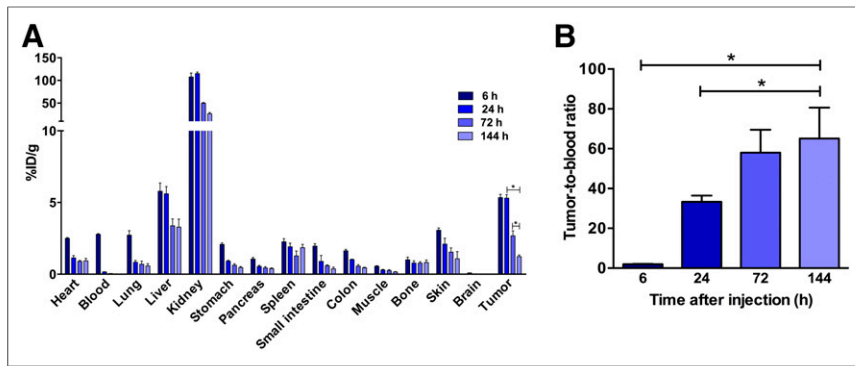 A
B
150
100
50
10
5
0
%ID/g
6 h
24 h
72 h
144 h
*
*
Heart
Blood
Lung
Liver
Kidney
Stomach
Pancreas
Spleen
Small intestine
Colon
Muscle
Bone
Skin
Brain
Tumor
100
80
60
40
20
0
Tumor-to-blood ratio
*
*
6 24 72 144
Time after injection (h)